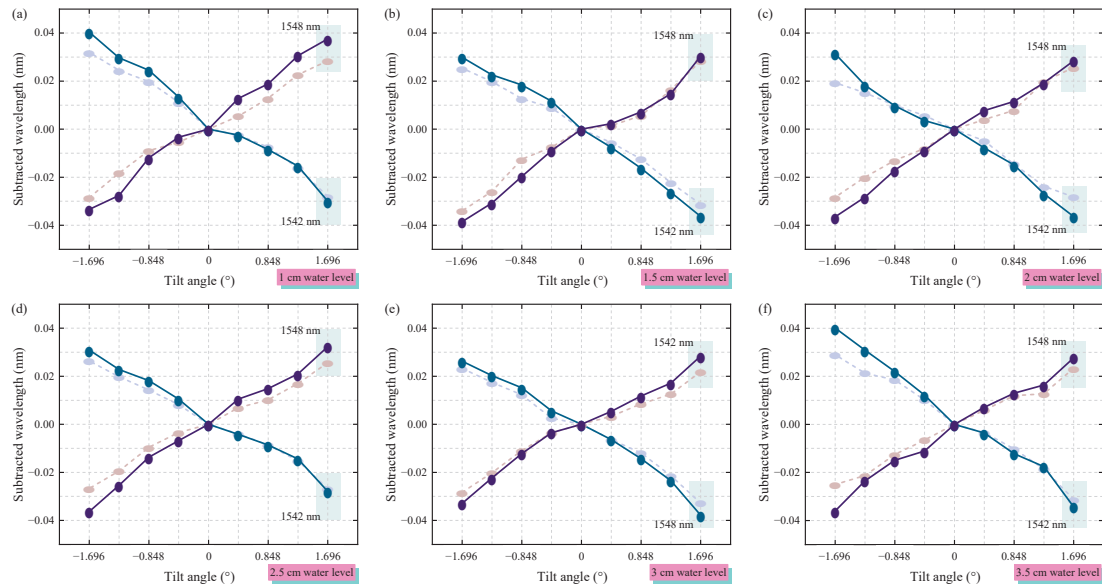 (a)
1548 nm
0.04
0.02
0.00
−0.02
−0.04
Subtracted wavelength (nm)
1542 nm
−1.696
−0.848
0
0.848
1.696
Tilt angle (°)
1 cm water level
(b)
1548 nm
0.04
0.02
0.00
−0.02
−0.04
Subtracted wavelength (nm)
1542 nm
−1.696
−0.848
0
0.848
1.696
Tilt angle (°)
1.5 cm water level
(c)
1548 nm
0.04
0.02
0.00
−0.02
−0.04
Subtracted wavelength (nm)
1542 nm
−1.696
−0.848
0
0.848
1.696
Tilt angle (°)
2 cm water level
(d)
1548 nm
0.04
0.02
0.00
−0.02
−0.04
Subtracted wavelength (nm)
1542 nm
−1.696
−0.848
0
0.848
1.696
Tilt angle (°)
2.5 cm water level
(e)
1542 nm
0.04
0.02
0.00
−0.02
−0.04
Subtracted wavelength (nm)
1548 nm
−1.696
−0.848
0
0.848
1.696
Tilt angle (°)
3 cm water level
(f)
1548 nm
0.04
0.02
0.00
−0.02
−0.04
Subtracted wavelength (nm)
1542 nm
−1.696
−0.848
0
0.848
1.696
Tilt angle (°)
3.5 cm water level